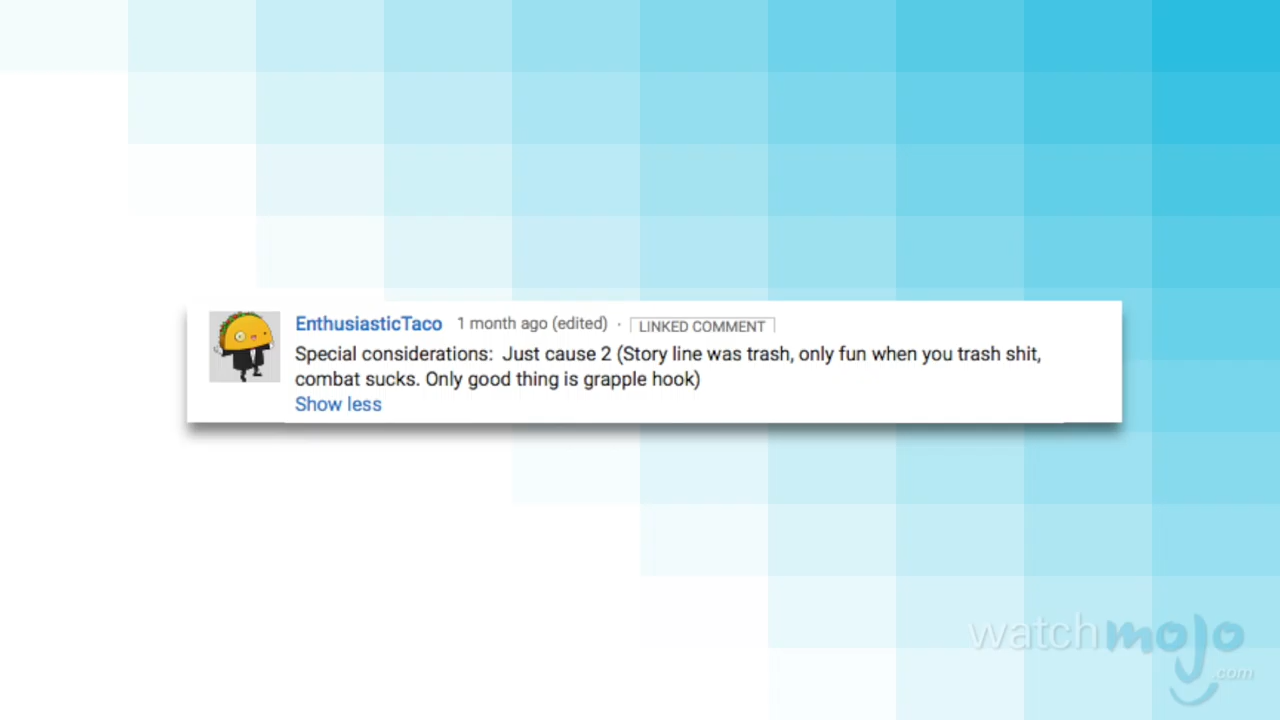 EnthusiasticTaco 1 month ago (edited) · LINKED COMMENT
Special considerations: Just cause 2 (Story line was trash, only fun when you trash shit,
combat sucks. Only good thing is grapple hook)
Show less
watchmojo
.com